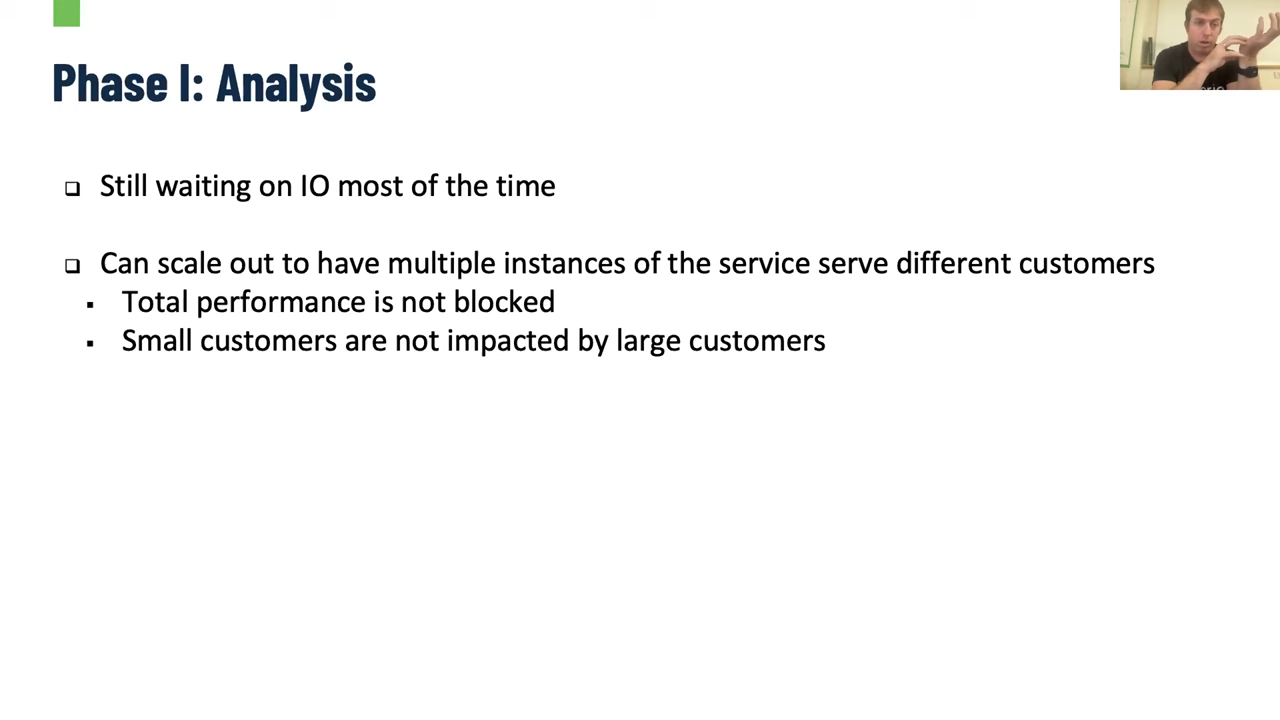 Phase I: Analysis
Still waiting on IO most of the time
Can scale out to have multiple instances of the service serve different customers
Total performance is not blocked
Small customers are not impacted by large customers